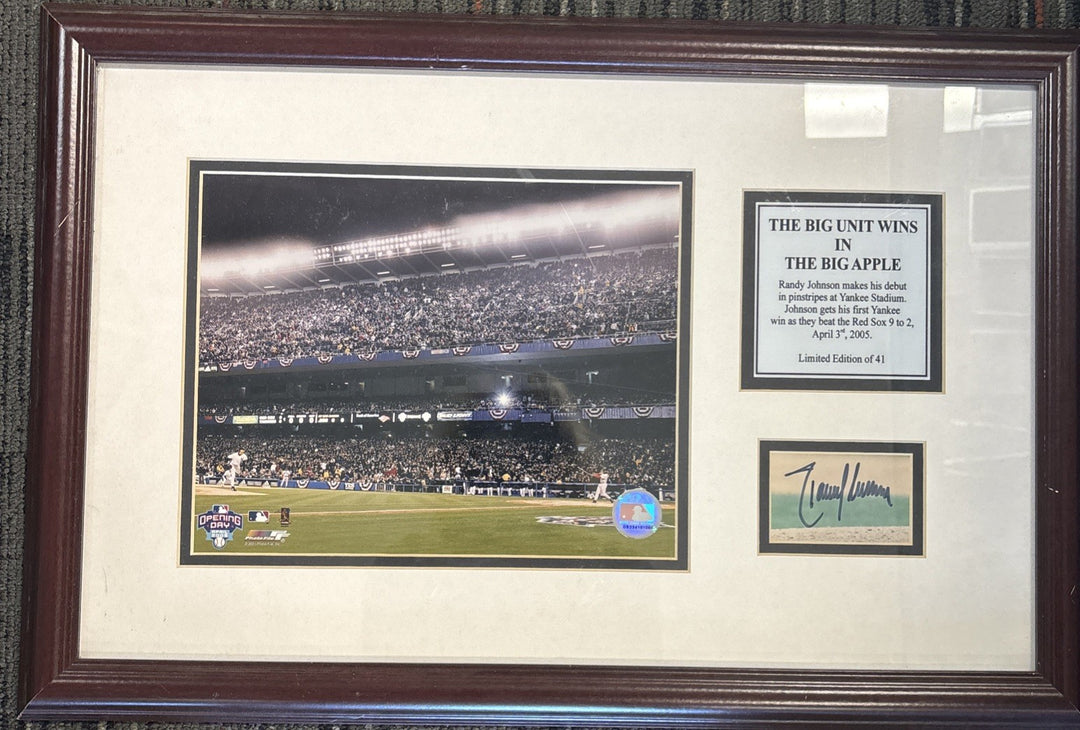 THE BIG UNIT WINS
IN
THE BIG APPLE
Randy Johnson makes his debut
in pinstripes at Yankee Stadium.
Johnson gets his first Yankee
win as they beat the Red Sox 9 to 2,
April 3rd, 2005.
Limited Edition of 41
OPENING
DAY
2005